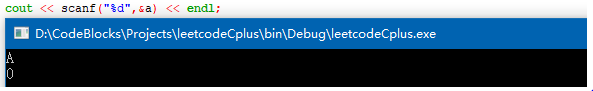 cout << scanf("%d",&a) << endl;
D:\CodeBlocks\Projects\leetcodeCplus\bin\Debug\leetcodeCplus.exe
A
0